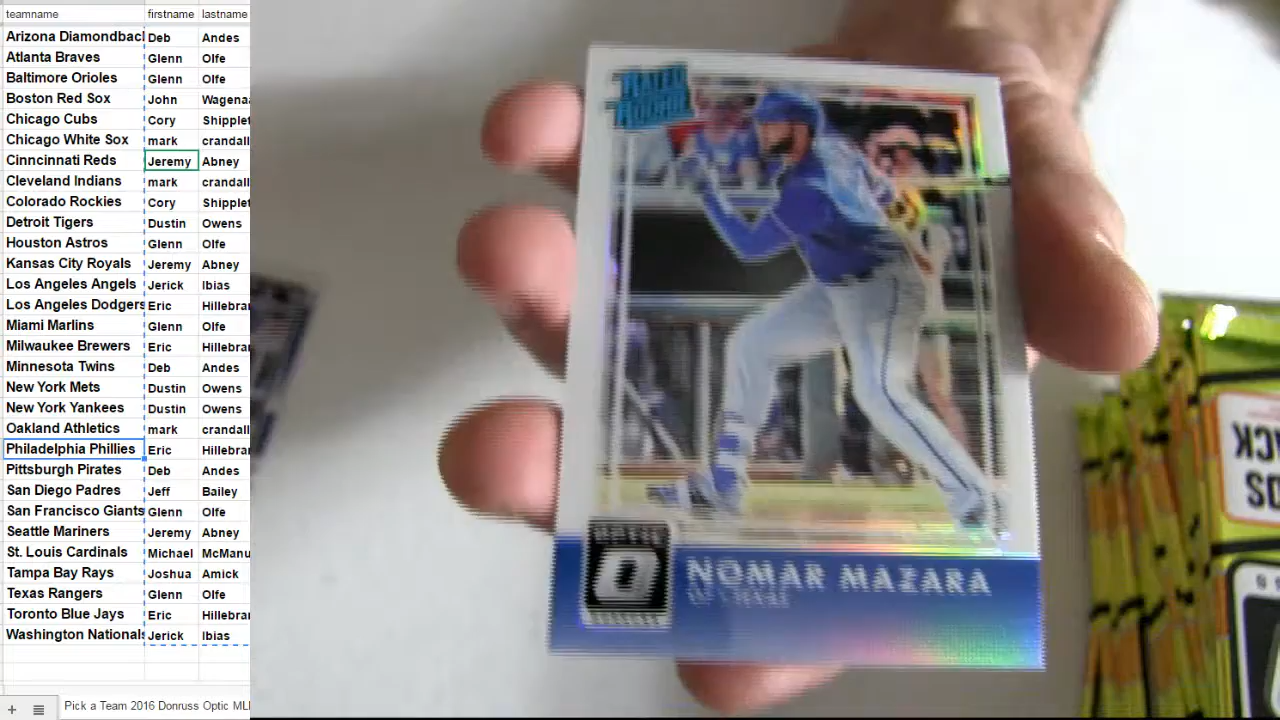 teamname firstname lastname
Arizona Diamondbac Deb Andes
Atlanta Braves Glenn Olfe
Baltimore Orioles Glenn Olfe
Boston Red Sox John Wagena
Chicago Cubs Cory Shipplet
Chicago White Sox mark crandall
Cinncinnati Reds Jeremy Abney
Cleveland Indians mark crandall
Colorado Rockies Cory Shipplet
Detroit Tigers Dustin Owens
Houston Astros Glenn Olfe
Kansas City Royals Jeremy Abney
Los Angeles Angels Jerick Ibias
Los Angeles Dodgers Eric Hillebra
Miami Marlins Glenn Olfe
Milwaukee Brewers Eric Hillebra
Minnesota Twins Deb Andes
New York Mets Dustin Owens
New York Yankees Dustin Owens
Oakland Athletics mark crandall
Philadelphia Phillies Eric Hillebra
Pittsburgh Pirates Deb Andes
San Diego Padres Jeff Bailey
San Francisco Giants Glenn Olfe
Seattle Mariners Jeremy Abney
St. Louis Cardinals Michael McManu
Tampa Bay Rays Joshua Amick
Texas Rangers Glenn Olfe
Toronto Blue Jays Eric Hillebra
Washington Nationals Jerick Ibias
Pick a Team 2016 Donruss Optic ML
RATED
ROOKIE
OPTIC
NOMAR MAZARA